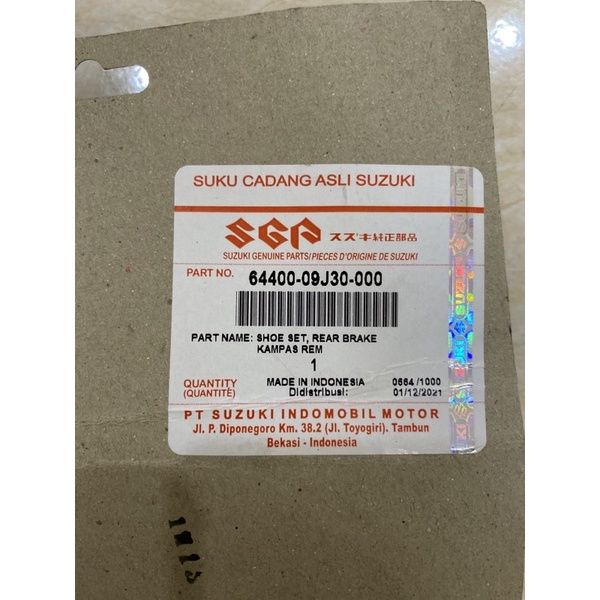 SUKU CADANG ASLI SUZUKI
SGP スズキ純正部品
SUZUKI GENUINE PARTS/PIECES D'ORIGINE DE SUZUKI
PART NO. 64400-09J30-000
PART NAME: SHOE SET, REAR BRAKE
KAMPAS REM
1
QUANTITY MADE IN INDONESIA 0664 /1000
(QUANTITÉ) Didistribusi: 01/12/2021
PT SUZUKI INDOMOBIL MOTOR
Jl. P. Diponegoro Km. 38.2 (Jl. Toyogiri). Tambun
Bekasi - Indonesia